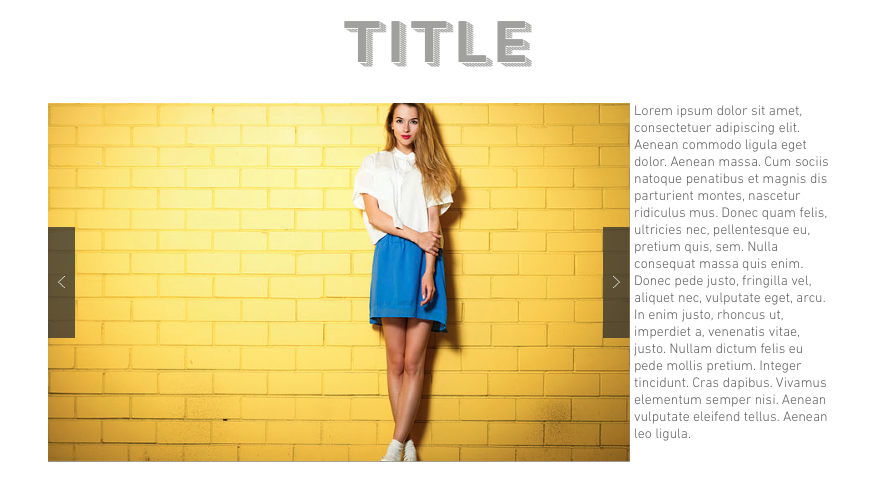 TITLE
Lorem ipsum dolor sit amet,
consectetuer adipiscing elit.
Aenean commodo ligula eget
dolor. Aenean massa. Cum sociis
natoque penatibus et magnis dis
parturient montes, nascetur
ridiculus mus. Donec quam felis,
ultricies nec, pellentesque eu,
pretium quis, sem. Nulla
consequat massa quis enim.
Donec pede justo, fringilla vel,
aliquet nec, vulputate eget, arcu.
In enim justo, rhoncus ut,
imperdiet a, venenatis vitae,
justo. Nullam dictum felis eu
pede mollis pretium. Integer
tincidunt. Cras dapibus. Vivamus
elementum semper nisi. Aenean
vulputate eleifend tellus. Aenean
leo ligula.